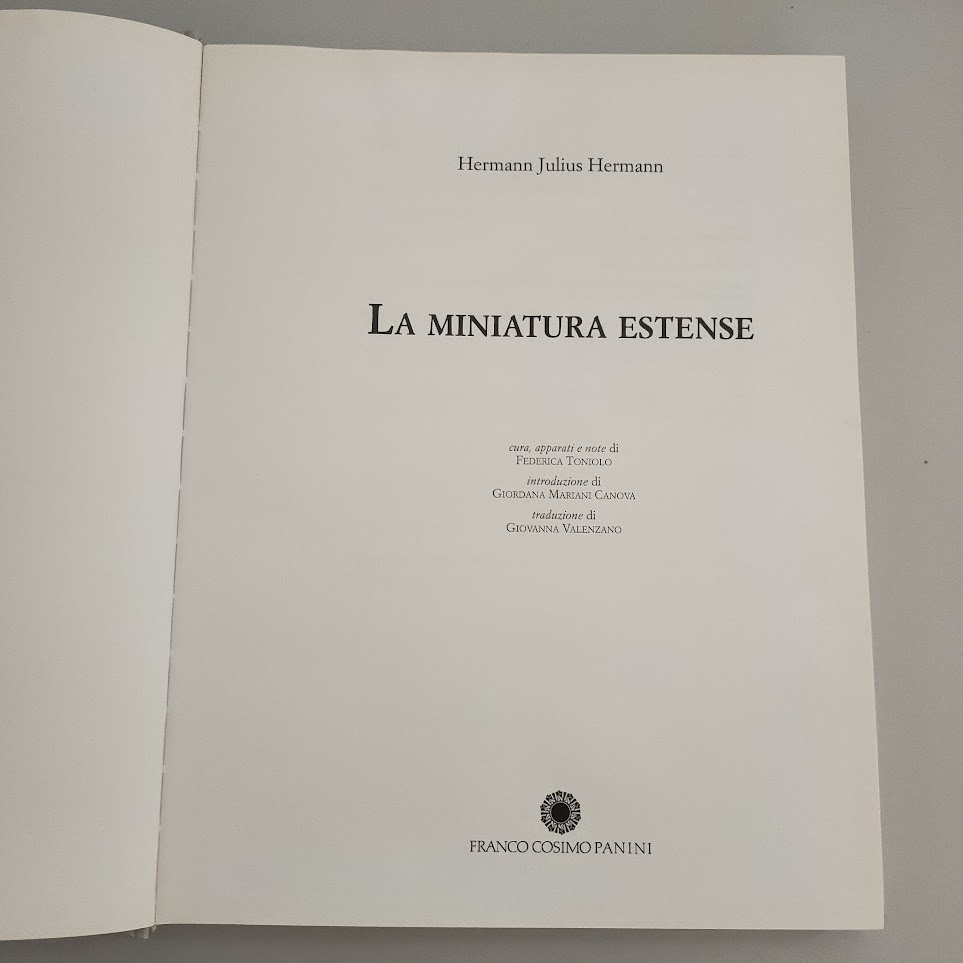 Hermann Julius Hermann
LA MINIATURA ESTENSE
cura, apparati e note di
FEDERICA TONIOLO
introduzione di
GIORDANA MARIANI CANOVA
traduzione di
GIOVANNA VALENZANO
FRANCO COSIMO PANINI